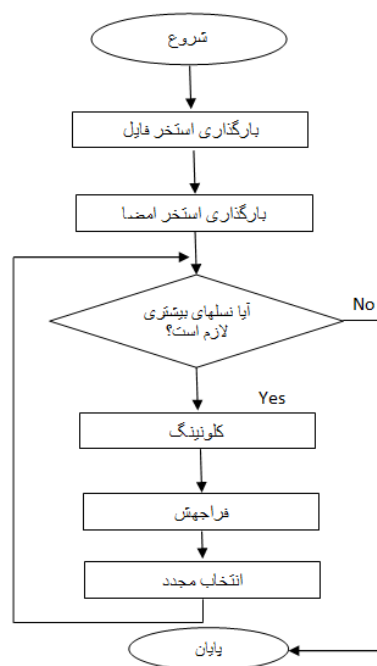 شروع
بارگذاری استخر فایل
بارگذاری استخر امضا
آیا نسلهای بیشتری
لازم است؟
No
Yes
کلونینگ
فراجهش
انتخاب مجدد
پایان